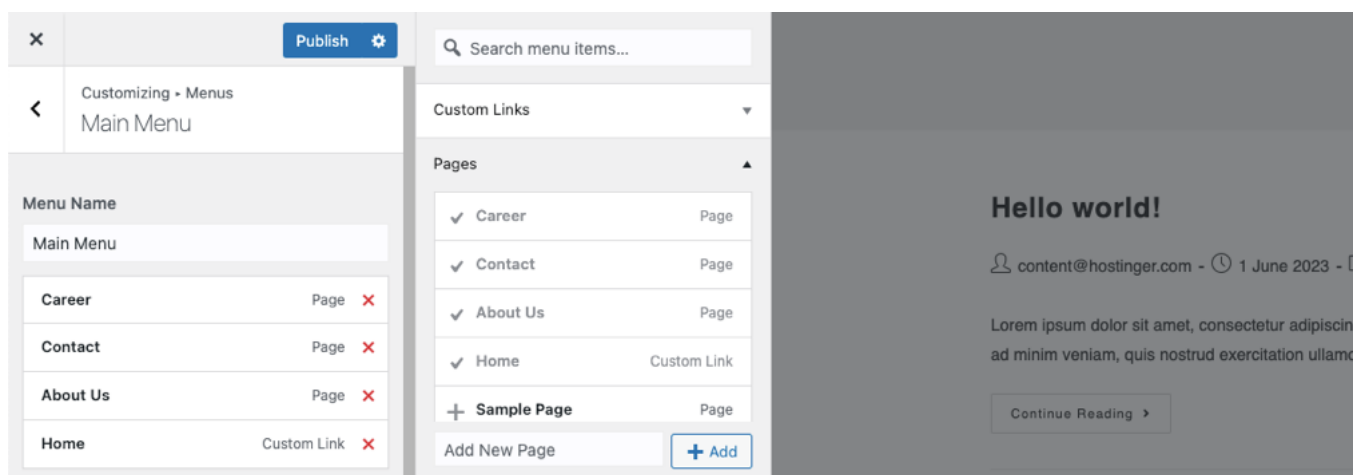 Publish
Customizing ▸ Menus
Main Menu
Menu Name
Main Menu
Career Page
Contact Page
About Us Page
Home Custom Link
Search menu items...
Custom Links
Pages
Career Page
Contact Page
About Us Page
Home Custom Link
Sample Page Page
Add New Page
Add
Hello world!
content@hostinger.com - 1 June 2023 -
Lorem ipsum dolor sit amet, consectetur adipiscin
ad minim veniam, quis nostrud exercitation ullamc
Continue Reading